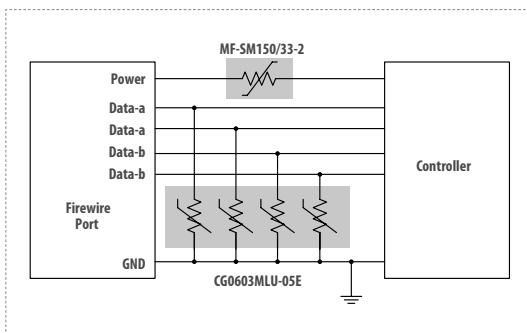 MF-SM150/33-2
Power
Data-a
Data-a
Data-b
Data-b
Controller
Firewire
Port
GND
CG0603MLU-05E